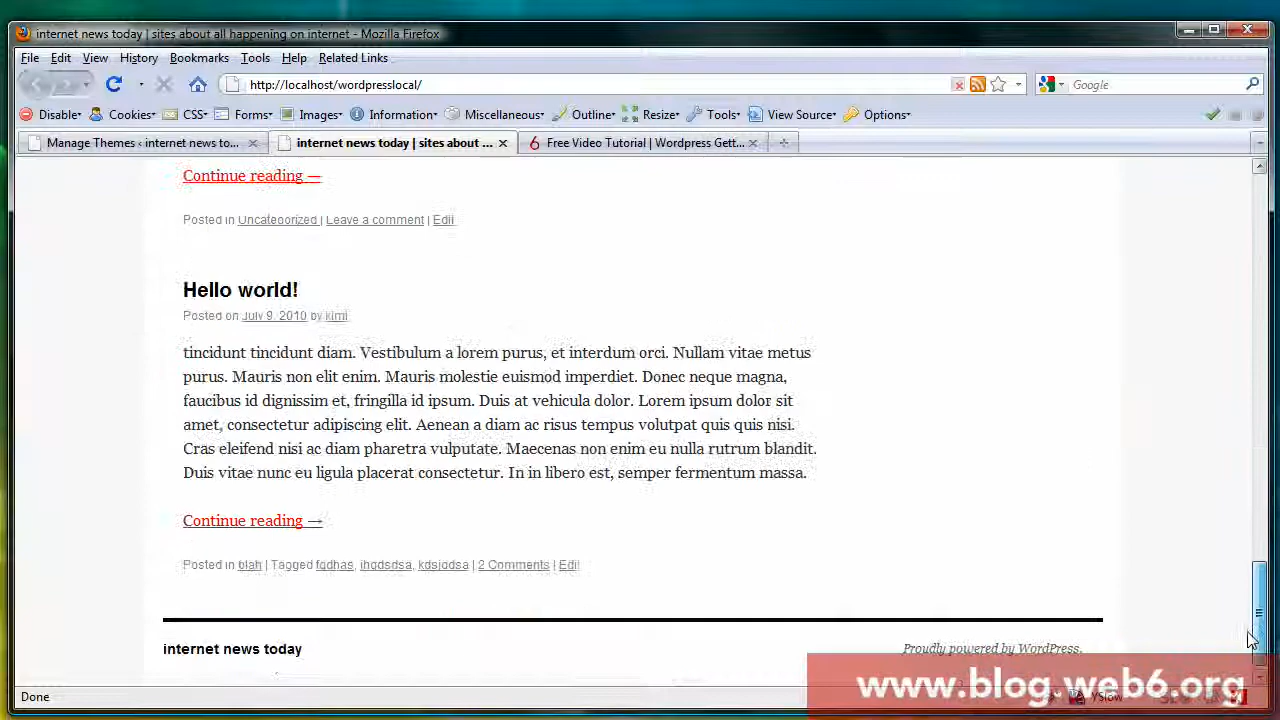 internet news today | sites about all happening on internet - Mozilla Firefox
File Edit View History Bookmarks Tools Help Related Links
http://localhost/wordpresslocal/
Google
Disable Cookies CSS Forms Images Information Miscellaneous Outline Resize Tools View Source Options
Manage Themes ‹ internet news to...
internet news today | sites about ...
Free Video Tutorial | Wordpress Gett...
Continue reading →
Posted in Uncategorized | Leave a comment | Edit
Hello world!
Posted on July 9, 2010 by kimi
tincidunt tincidunt diam. Vestibulum a lorem purus, et interdum orci. Nullam vitae metus
purus. Mauris non elit enim. Mauris molestie euismod imperdiet. Donec neque magna,
faucibus id dignissim et, fringilla id ipsum. Duis at vehicula dolor. Lorem ipsum dolor sit
amet, consectetur adipiscing elit. Aenean a diam ac risus tempus volutpat quis quis nisi.
Cras eleifend nisi ac diam pharetra vulputate. Maecenas non enim eu nulla rutrum blandit.
Duis vitae nunc eu ligula placerat consectetur. In in libero est, semper fermentum massa.
Continue reading →
Posted in blah | Tagged | 2 Comments | Edit
internet news today
Proudly powered by WordPress.
www.blog.web6.org
Done
YSlow